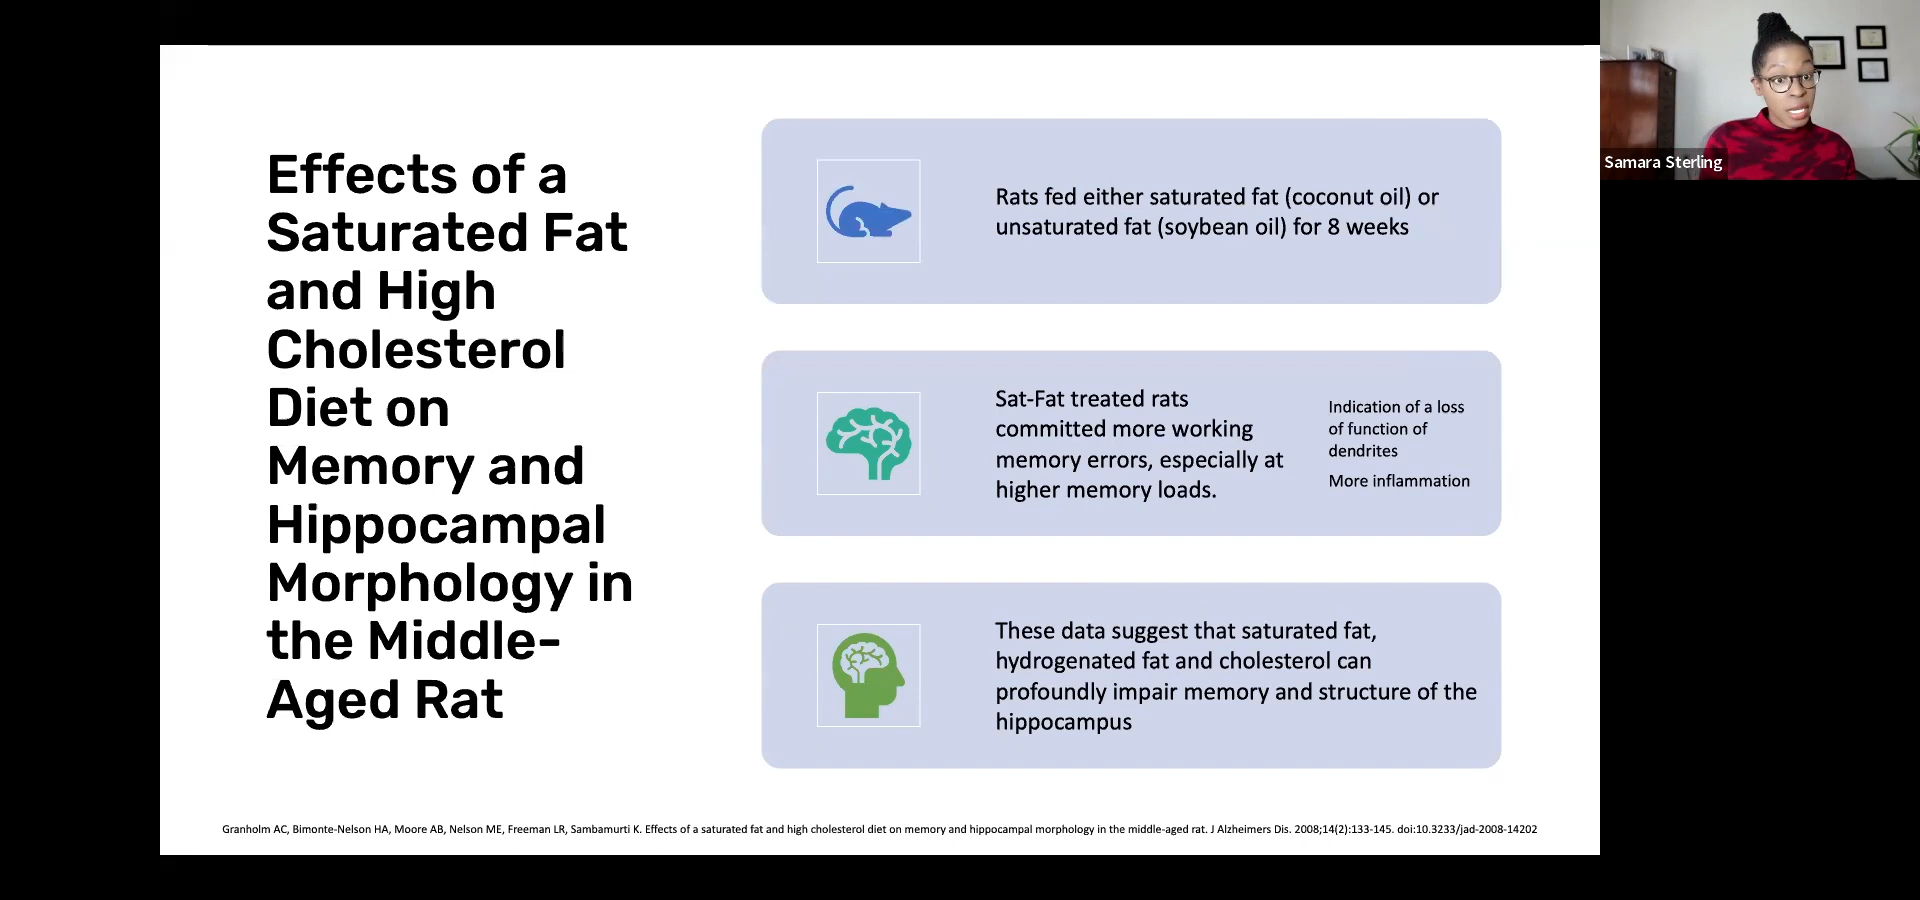 Effects of a
Saturated Fat
and High
Cholesterol
Diet on
Memory and
Hippocampal
Morphology in
the Middle-
Aged Rat
Rats fed either saturated fat (coconut oil) or
unsaturated fat (soybean oil) for 8 weeks
Sat-Fat treated rats
committed more working
memory errors, especially at
higher memory loads.
Indication of a loss
of function of
dendrites
More inflammation
These data suggest that saturated fat,
hydrogenated fat and cholesterol can
profoundly impair memory and structure of the
hippocampus
Granholm AC, Bimonte-Nelson HA, Moore AB, Nelson ME, Freeman LR, Sambamurti K. Effects of a saturated fat and high cholesterol diet on memory and hippocampal morphology in the middle-aged rat. J Alzheimers Dis. 2008;14(2):133-145. doi:10.3233/jad-2008-14202
Samara Sterling